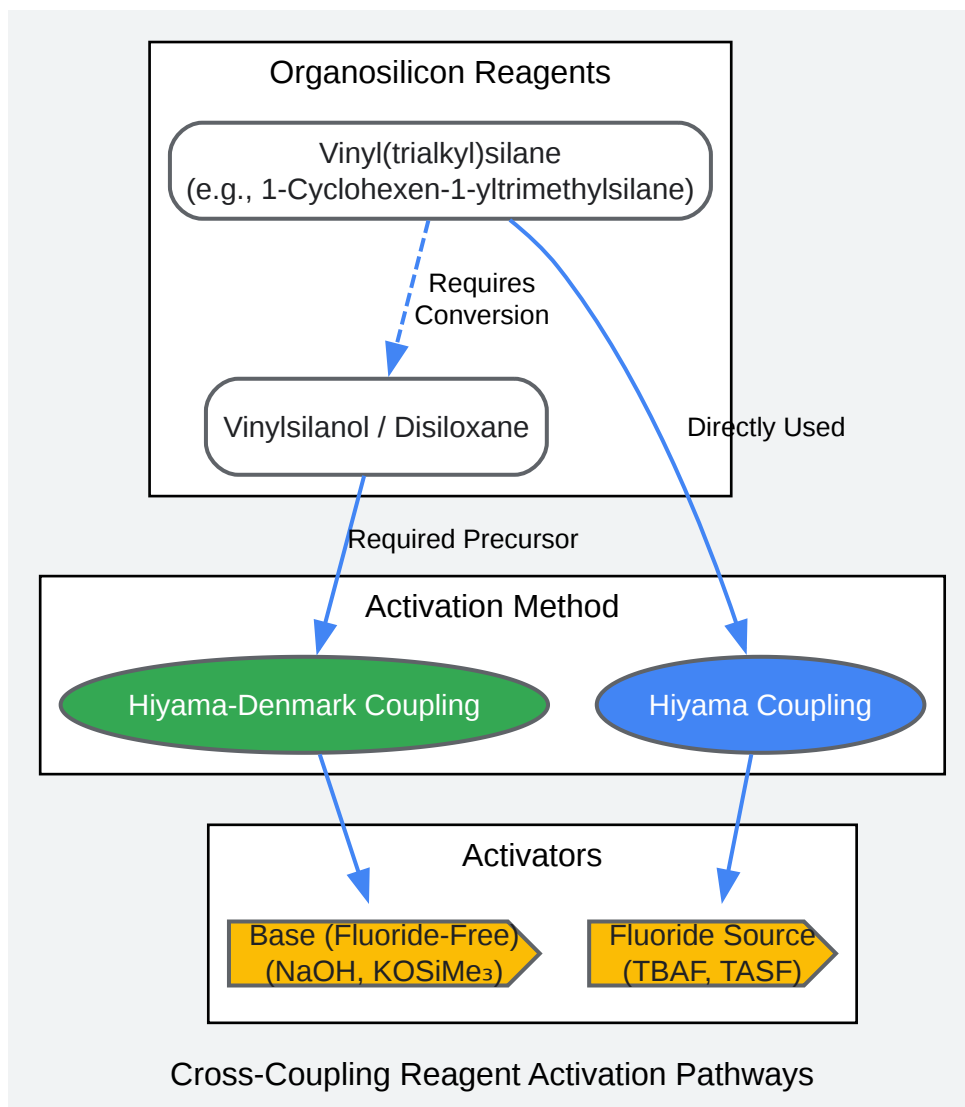 Organosilicon Reagents
Vinyl(trialkyl)silane
(e.g., 1-Cyclohexen-1-yltrimethylsilane)
Requires
Conversion
Vinylsilanol / Disiloxane
Directly Used
Required Precursor
Activation Method
Hiyama-Denmark Coupling
Hiyama Coupling
Activators
Base (Fluoride-Free)
(NaOH, KOSiMe₃)
Fluoride Source
(TBAF, TASF)
Cross-Coupling Reagent Activation Pathways